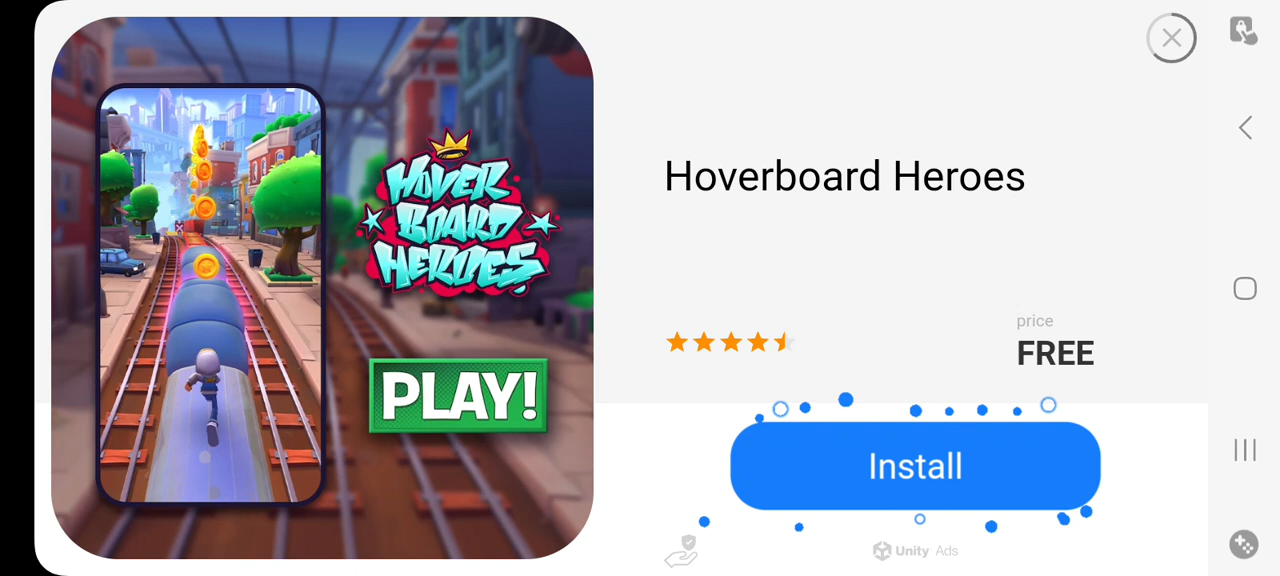 HOVER
BOARD
HEROES
PLAY!
Hoverboard Heroes
price
FREE
Install
Unity Ads